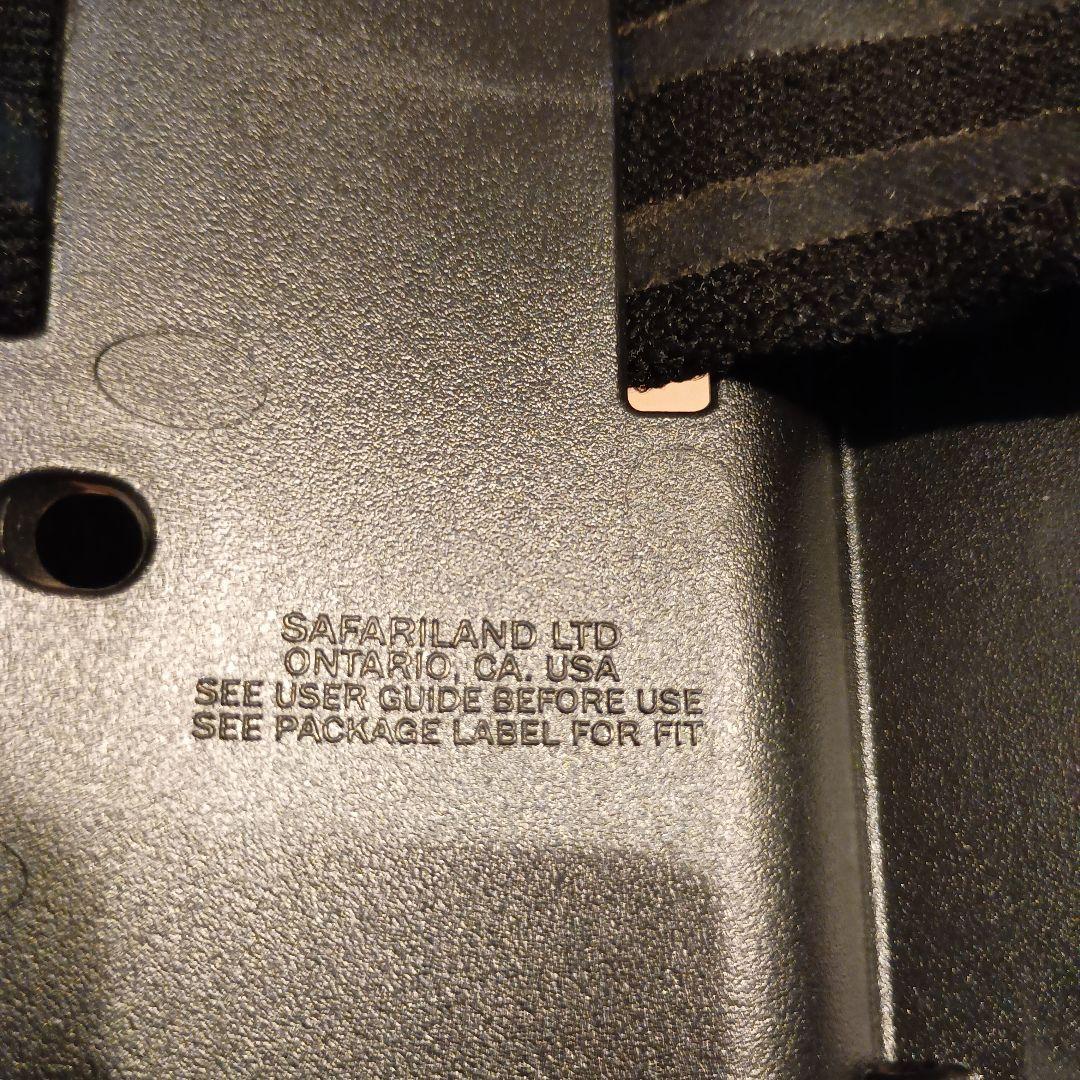 SAFARILAND LTD
ONTARIO, CA. USA
SEE USER GUIDE BEFORE USE
SEE PACKAGE LABEL FOR FIT